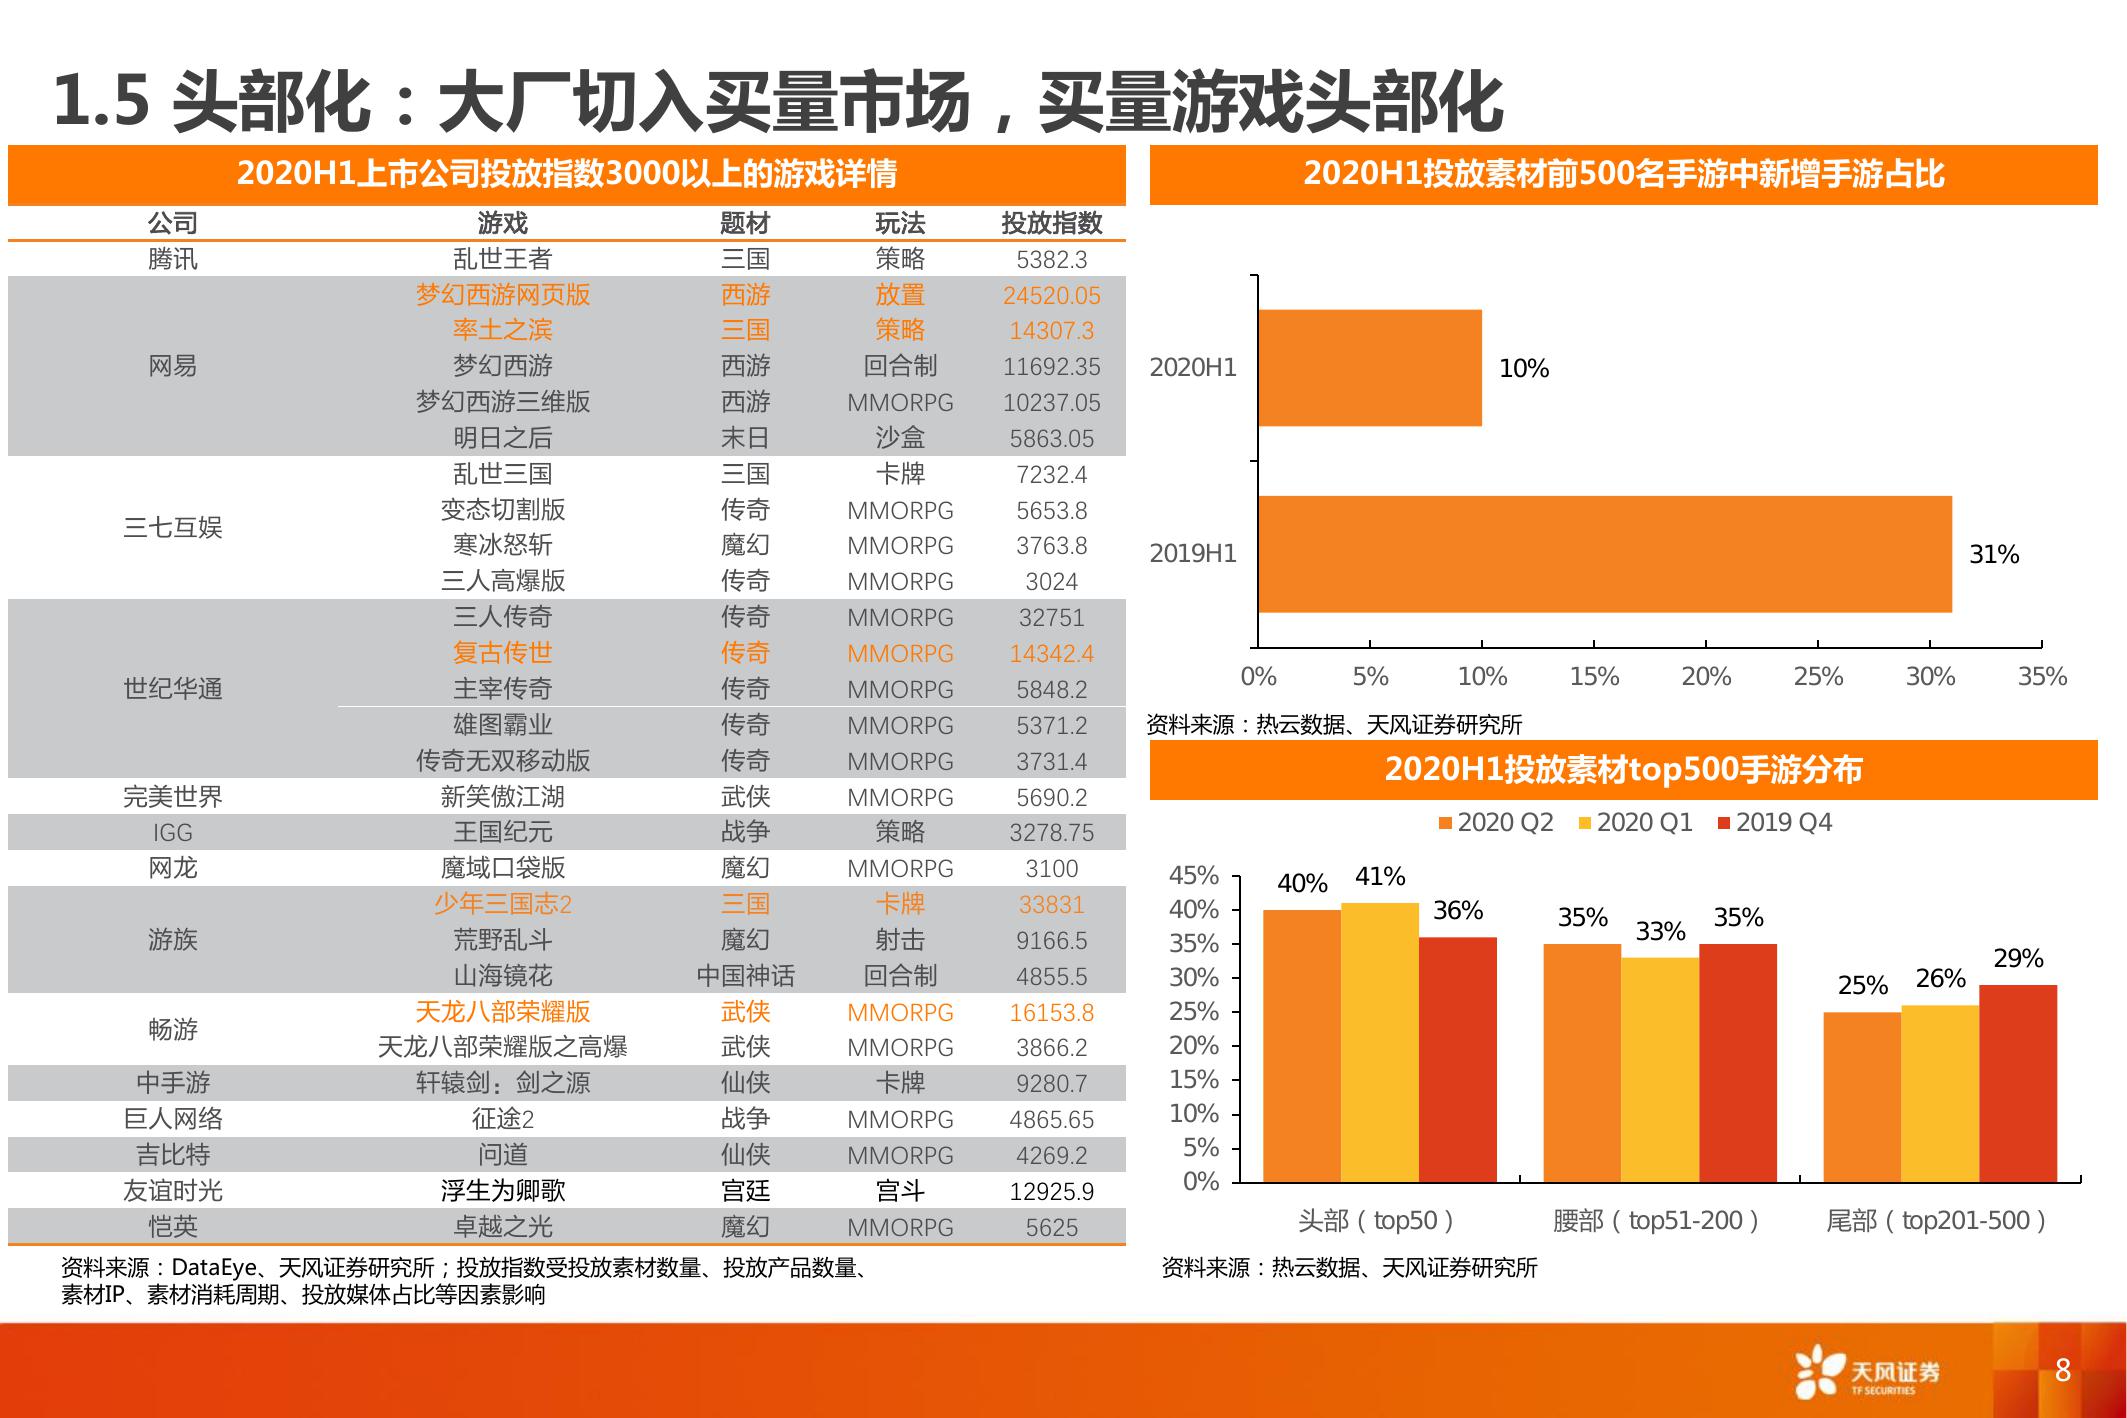 1.5 头部化：大厂切入买量市场，买量游戏头部化
2020H1上市公司投放指数3000以上的游戏详情
公司 游戏 题材 玩法 投放指数
腾讯 乱世王者 三国 策略 5382.3
网易
梦幻西游网页版 西游 放置 24520.05
率土之滨 三国 策略 14307.3
梦幻西游 西游 回合制 11692.35
梦幻西游三维版 西游 MMORPG 10237.05
明日之后 末日 沙盒 5863.05
三七互娱
乱世三国 三国 卡牌 7232.4
变态切割版 传奇 MMORPG 5653.8
寒冰怒斩 魔幻 MMORPG 3763.8
三人高爆版 传奇 MMORPG 3024
世纪华通
三人传奇 传奇 MMORPG 32751
复古传世 传奇 MMORPG 14342.4
主宰传奇 传奇 MMORPG 5848.2
雄图霸业 传奇 MMORPG 5371.2
传奇无双移动版 传奇 MMORPG 3731.4
完美世界 新笑傲江湖 武侠 MMORPG 5690.2
IGG 王国纪元 战争 策略 3278.75
网龙 魔域口袋版 魔幻 MMORPG 3100
游族
少年三国志2 三国 卡牌 33831
荒野乱斗 魔幻 射击 9166.5
山海镜花 中国神话 回合制 4855.5
畅游
天龙八部荣耀版 武侠 MMORPG 16153.8
天龙八部荣耀版之高爆 武侠 MMORPG 3866.2
中手游 轩辕剑：剑之源 仙侠 卡牌 9280.7
巨人网络 征途2 战争 MMORPG 4865.65
吉比特 问道 仙侠 MMORPG 4269.2
友谊时光 浮生为卿歌 宫廷 宫斗 12925.9
恺英 卓越之光 魔幻 MMORPG 5625
资料来源：DataEye、天风证券研究所；投放指数受投放素材数量、投放产品数量、
素材IP、素材消耗周期、投放媒体占比等因素影响
2020H1投放素材前500名手游中新增手游占比
2020H1 10%
2019H1 31%
0% 5% 10% 15% 20% 25% 30% 35%
资料来源：热云数据、天风证券研究所
2020H1投放素材top500手游分布
2020 Q2 2020 Q1 2019 Q4
45%
40%
35%
30%
25%
20%
15%
10%
5%
0%
40% 41% 36%
35% 33% 35%
25% 26% 29%
头部（top50） 腰部（top51-200） 尾部（top201-500）
资料来源：热云数据、天风证券研究所
天风证券
TF SECURITIES
8